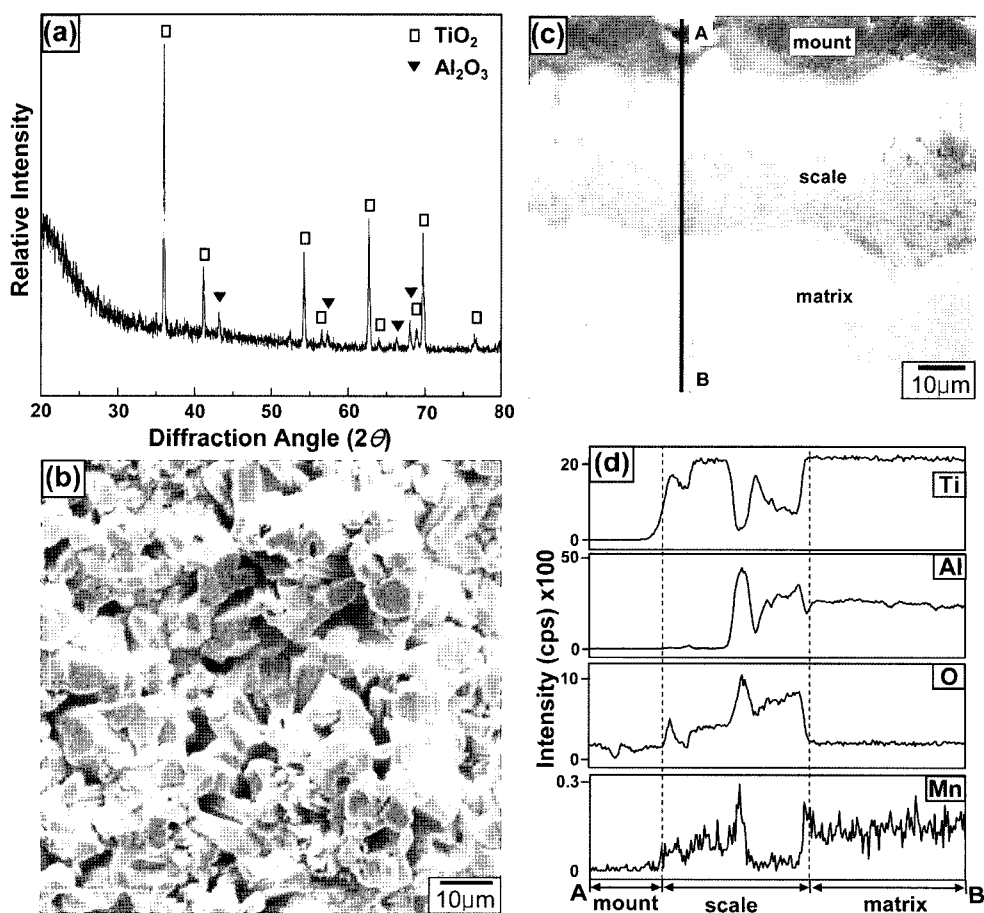 (a)
TiO₂
Al₂O₃
Relative Intensity
20 30 40 50 60 70 80
Diffraction Angle (2θ)
(b)
10μm
(c)
A
mount
scale
matrix
B
10μm
(d)
Intensity (cps) x100
20
Ti
0
50
Al
0
10
O
0
0.3
Mn
0
A mount scale matrix B